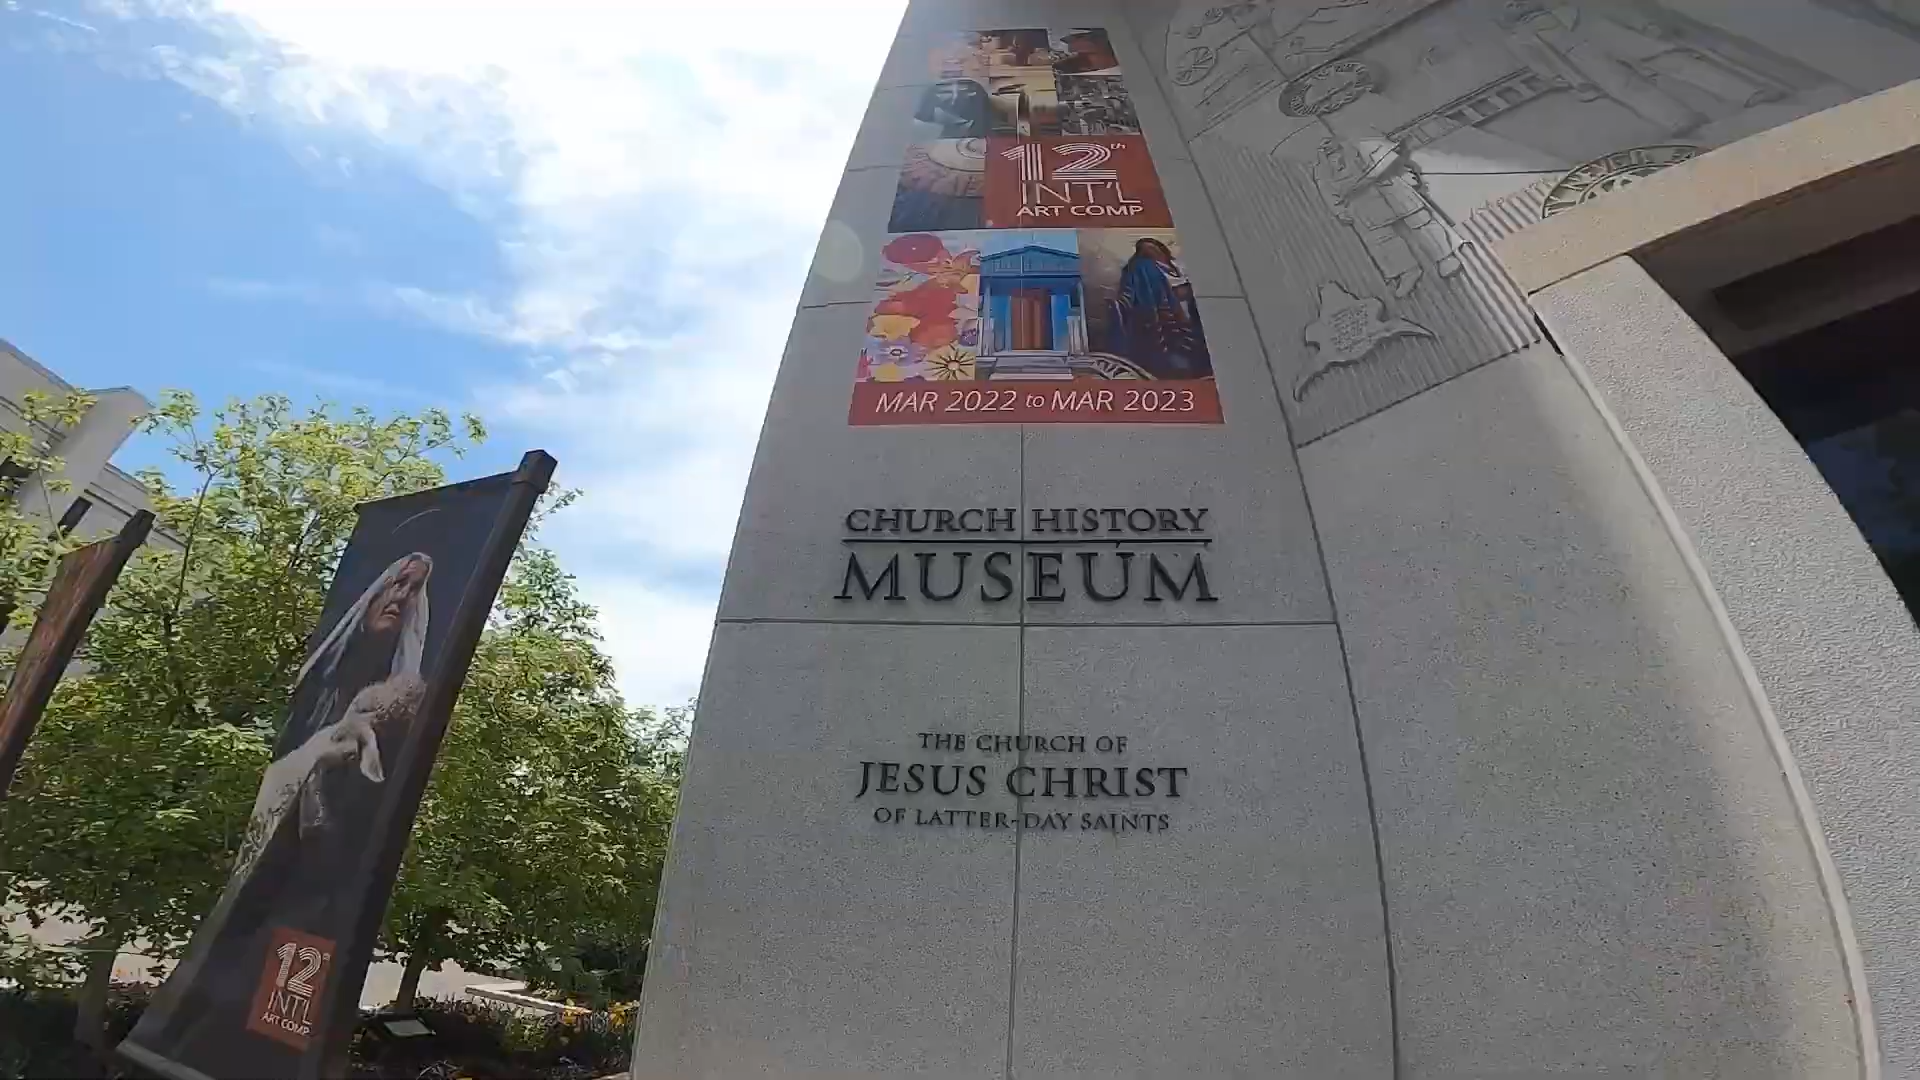 12th
INT'L
ART COMP
MAR 2022 to MAR 2023
CHURCH HISTORY
MUSEUM
THE CHURCH OF
JESUS CHRIST
OF LATTER-DAY SAINTS
12th
INT'L
ART COMP